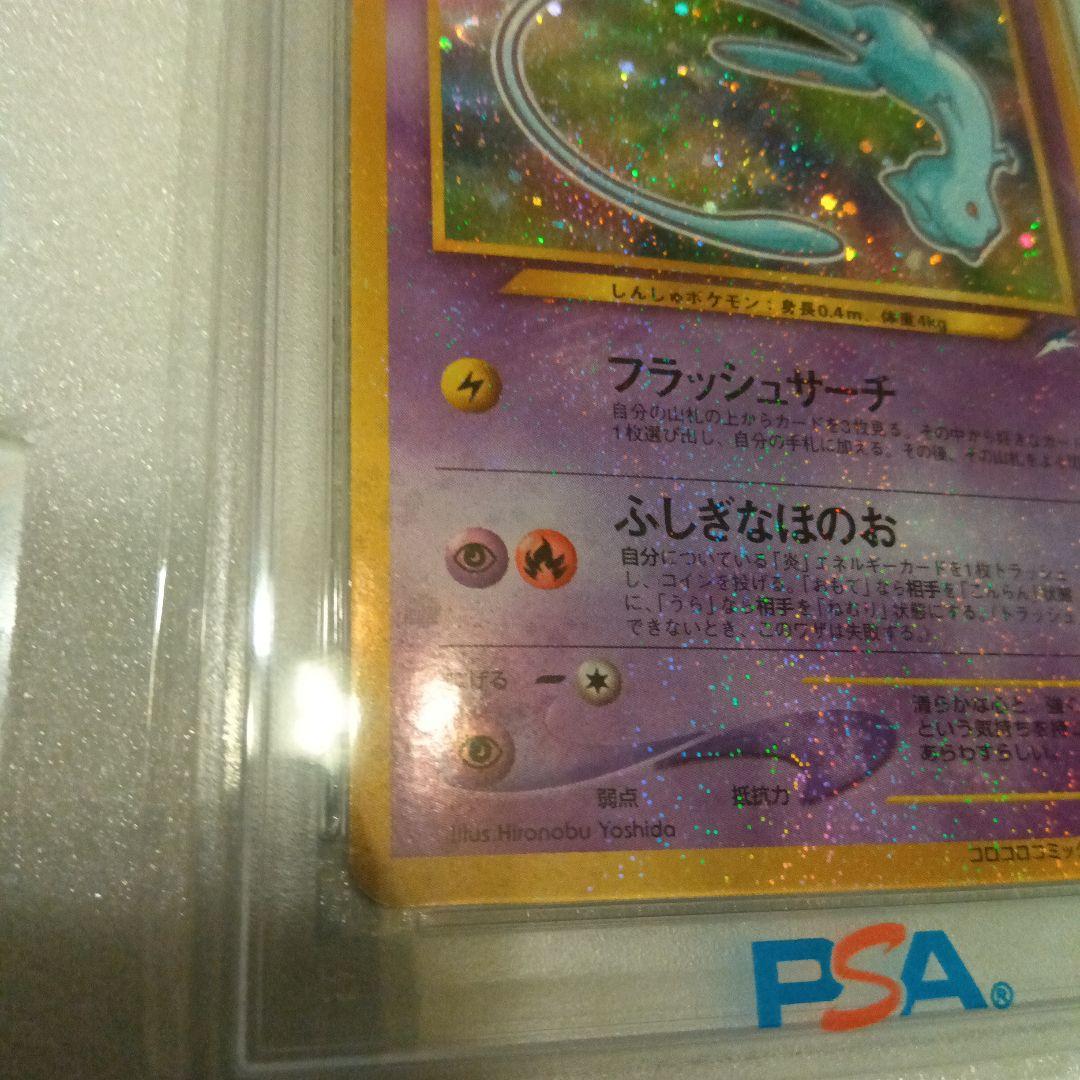 しんしゅポケモン：身長0.4m、体重4kg
フラッシュサーチ
自分の山札の上からカードを3枚見る。その中から好きなカード
1枚選び出し、自分の手札に加える。その後、その山札をよく
ふしぎなほのお
自分についている「炎」エネルギーカードを1枚トラッシュ
し、コインを投げる。「おもて」なら相手を「こんらん」状態
に、「うら」なら相手を「ねむり」状態にする。(トラッシュ
できないとき、このワザは失敗する。)
にげる
清らかな心と、強く
という気持ちを
あらわすらしい。
弱点 抵抗力
Illus.Hironobu Yoshida
コロコロコミック
PSA®